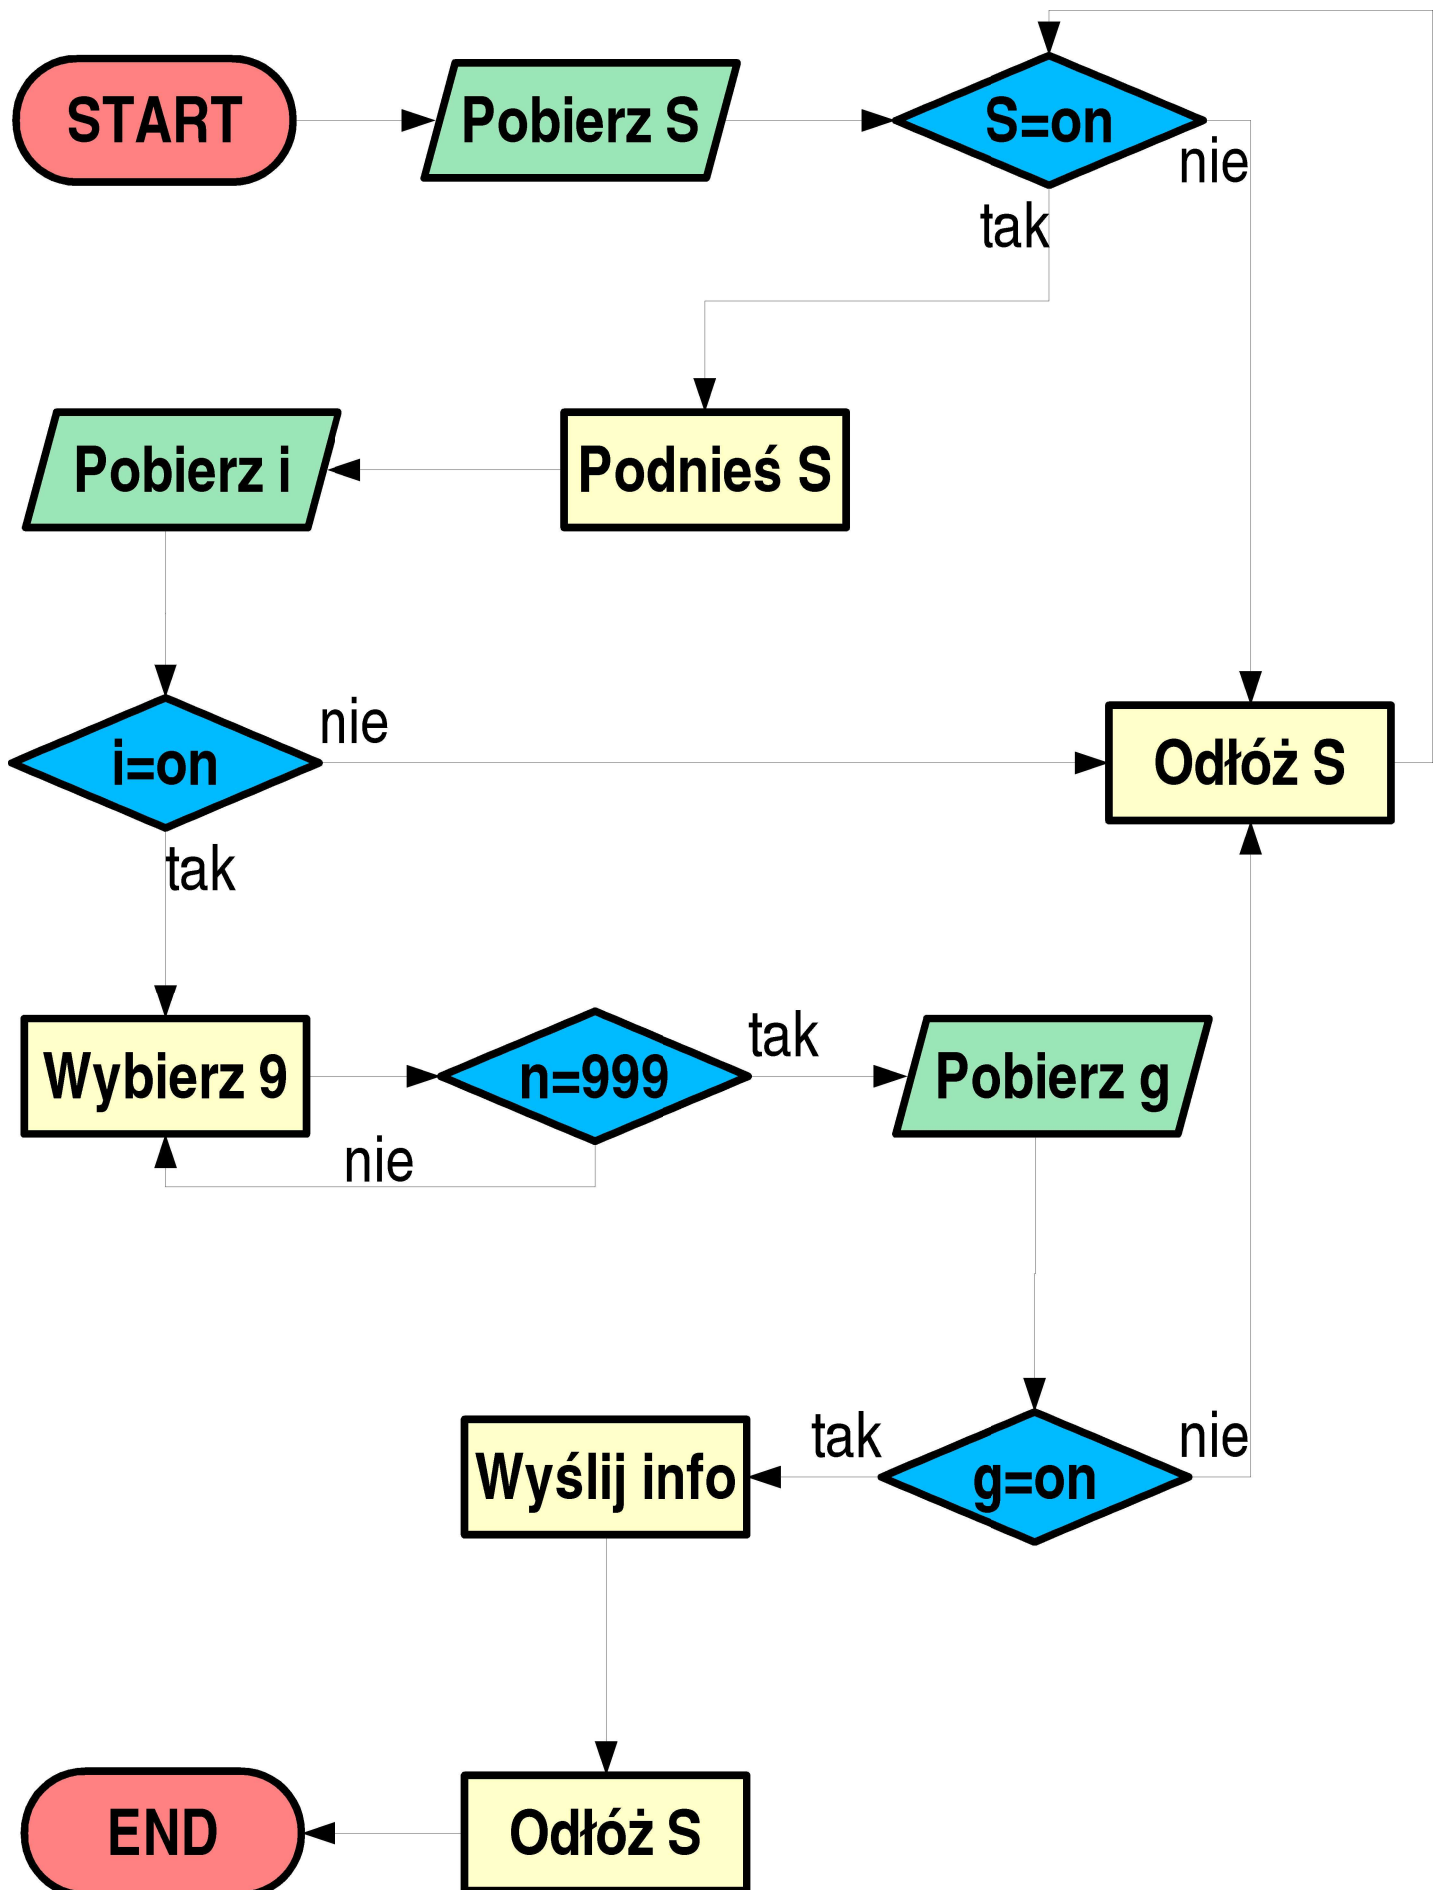 START
Pobierz S
S=on
nie
tak
Pobierz i
Podnieś S
i=on
nie
Odłóż S
tak
Wybierz 9
n=999
tak
Pobierz g
nie
Wyślij info
tak
g=on
nie
END
Odłóż S